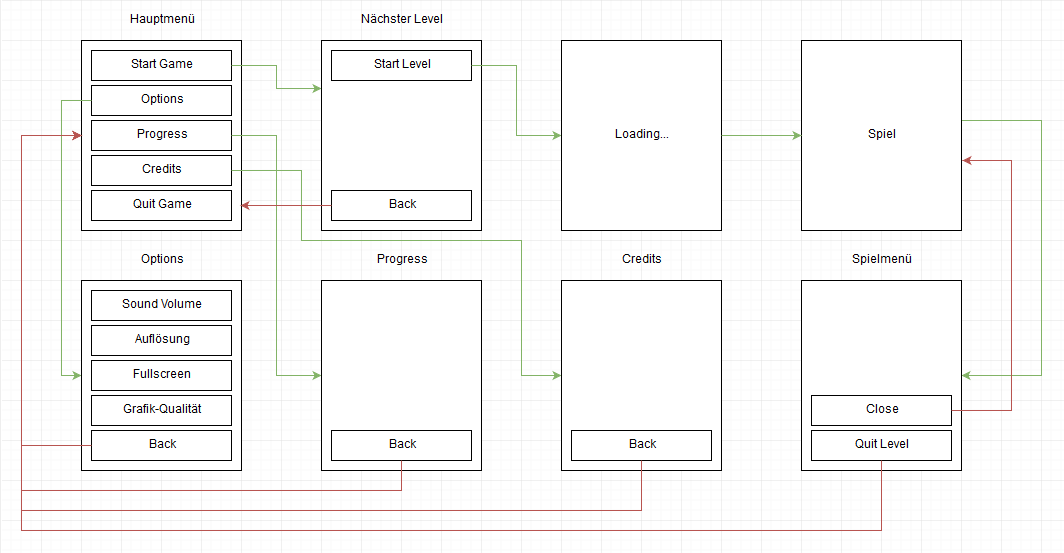 Hauptmenü
Nächster Level
Start Game
Options
Progress
Credits
Quit Game
Start Level
Back
Loading...
Spiel
Options
Progress
Credits
Spielmenü
Sound Volume
Auflösung
Fullscreen
Grafik-Qualität
Back
Back
Back
Close
Quit Level